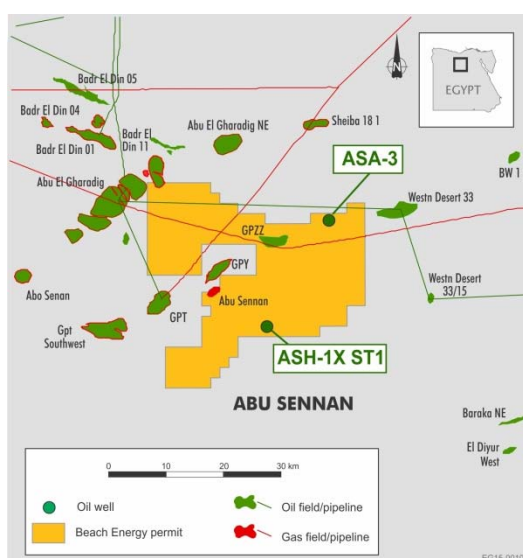 Badr El Din 05
Badr El Din 04
Badr El Din 01
Badr El
Din
11
Abu El Gharadig NE
Sheiba 18 1
N
EGYPT
ASA-3
BW 1
Abu El Gharadig
Westn Desert 33
GPZZ
GPY
Abo Senan
Abu
Sennan
GPT
Westn Desert
33/15
Gpt
Southwest
ASH-1X ST1
ABU SENNAN
Baraka NE
El Diyur
West
0 10 20 30 km
Oil well
Oil field/pipeline
Beach Energy permit
Gas field/pipeline